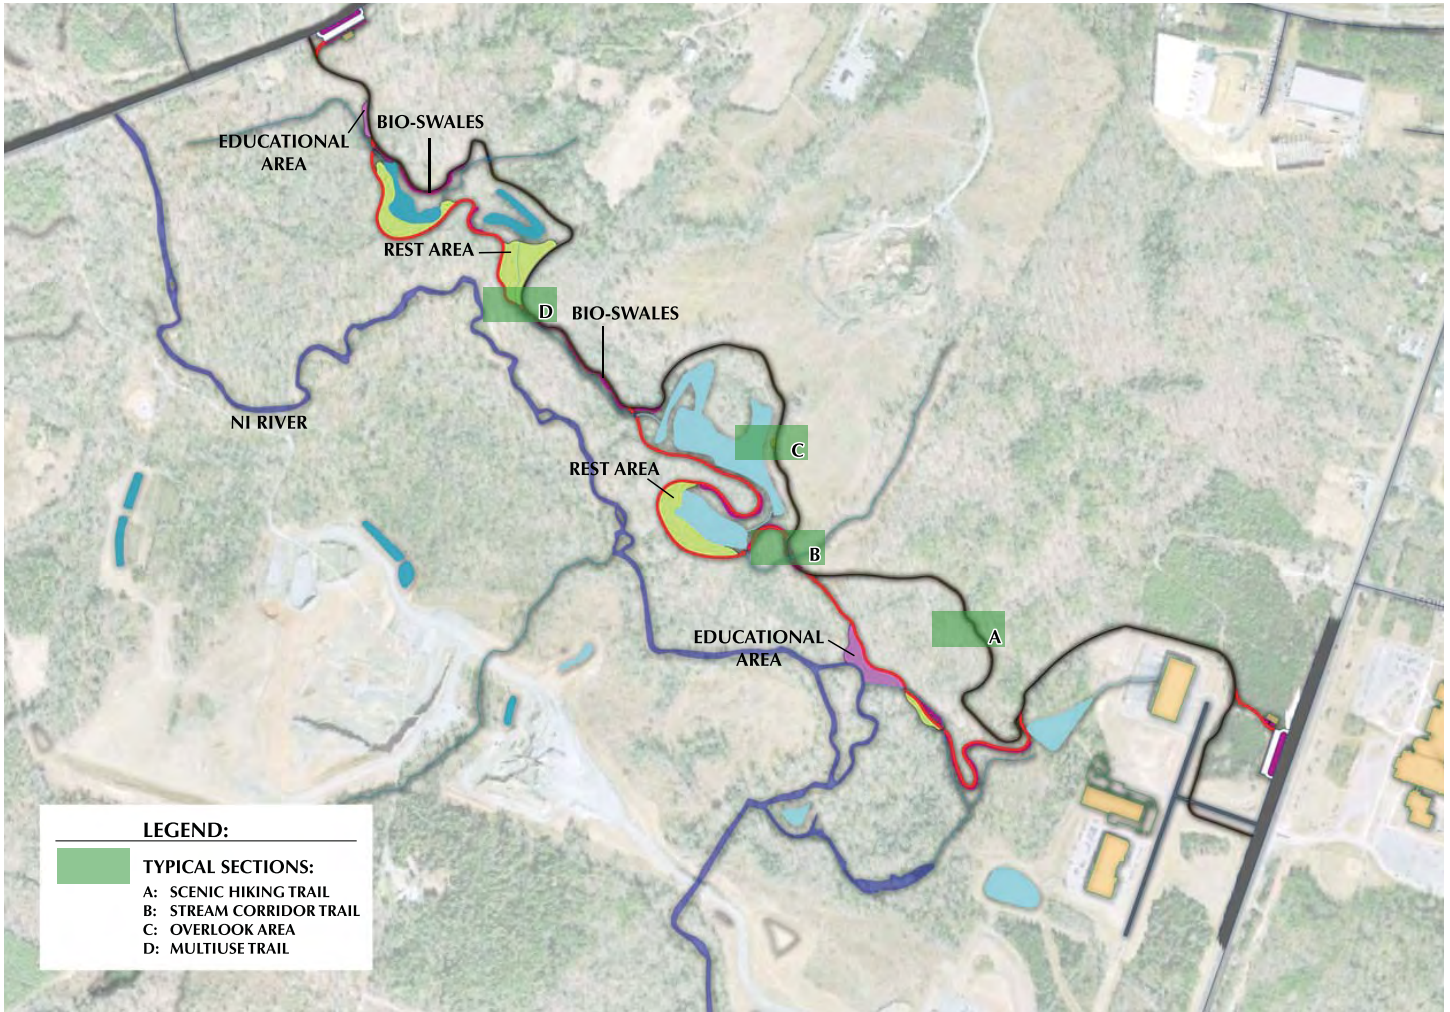 BIO-SWALES
EDUCATIONAL
AREA
REST AREA
D
BIO-SWALES
NI RIVER
C
REST AREA
B
A
EDUCATIONAL
AREA
LEGEND:
TYPICAL SECTIONS:
A: SCENIC HIKING TRAIL
B: STREAM CORRIDOR TRAIL
C: OVERLOOK AREA
D: MULTIUSE TRAIL